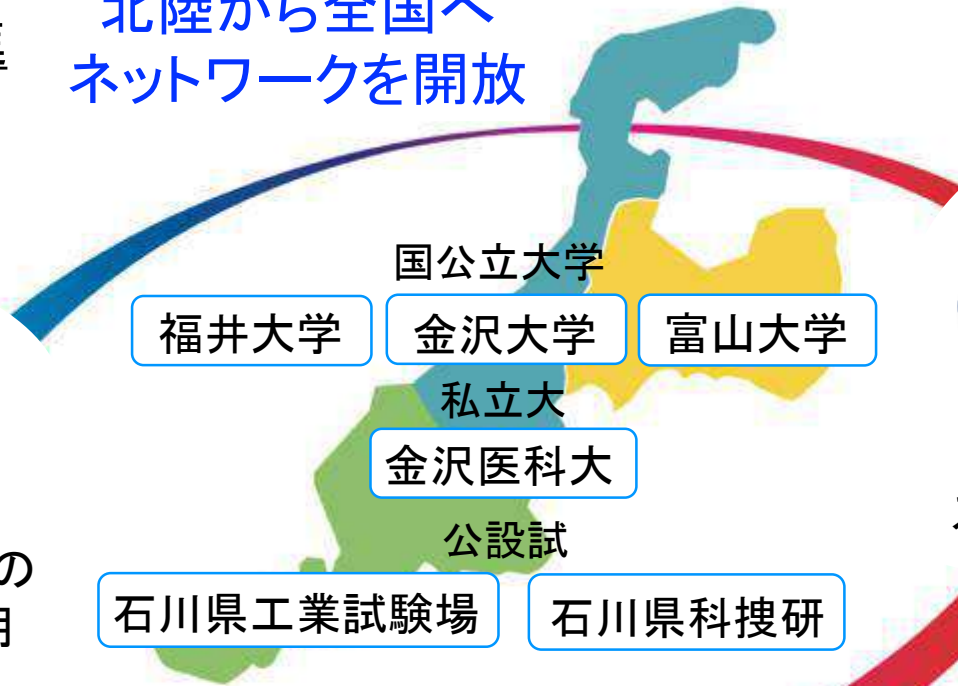 北陸から全国へ
ネットワークを開放
国公立大学
福井大学
金沢大学
富山大学
私立大
金沢医科大
公設試
の
石川県工業試験場
石川県科捜研